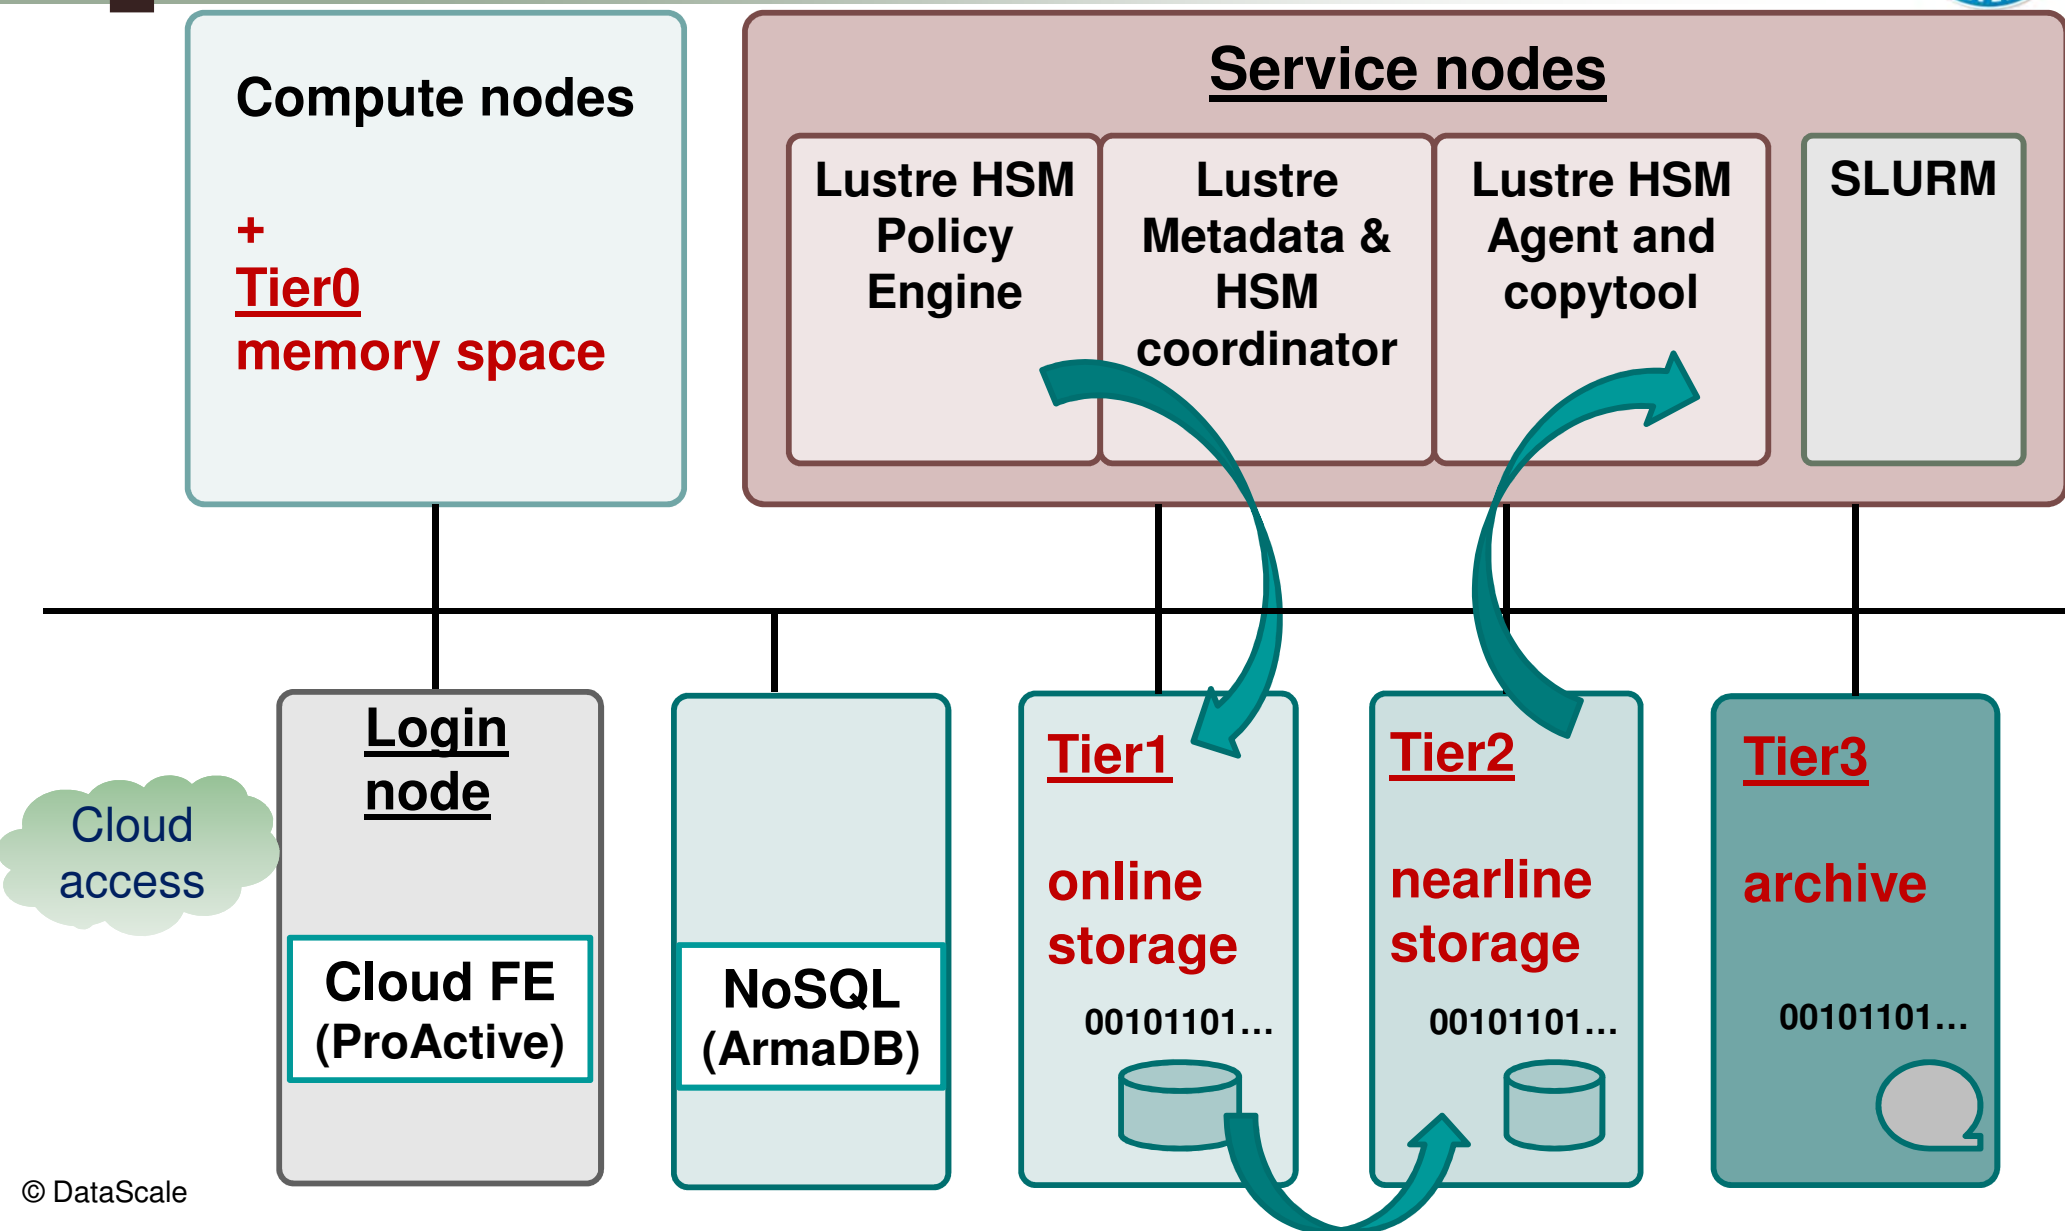 Compute nodes
+
Tier0
memory space
Service nodes
Lustre HSM
Policy
Engine
Lustre
Metadata &
HSM
coordinator
Lustre HSM
Agent and
copytool
SLURM
Cloud
access
Login
node
Cloud FE
(ProActive)
NoSQL
(ArmaDB)
Tier1
online
storage
00101101...
Tier2
nearline
storage
00101101...
Tier3
archive
00101101...
© DataScale